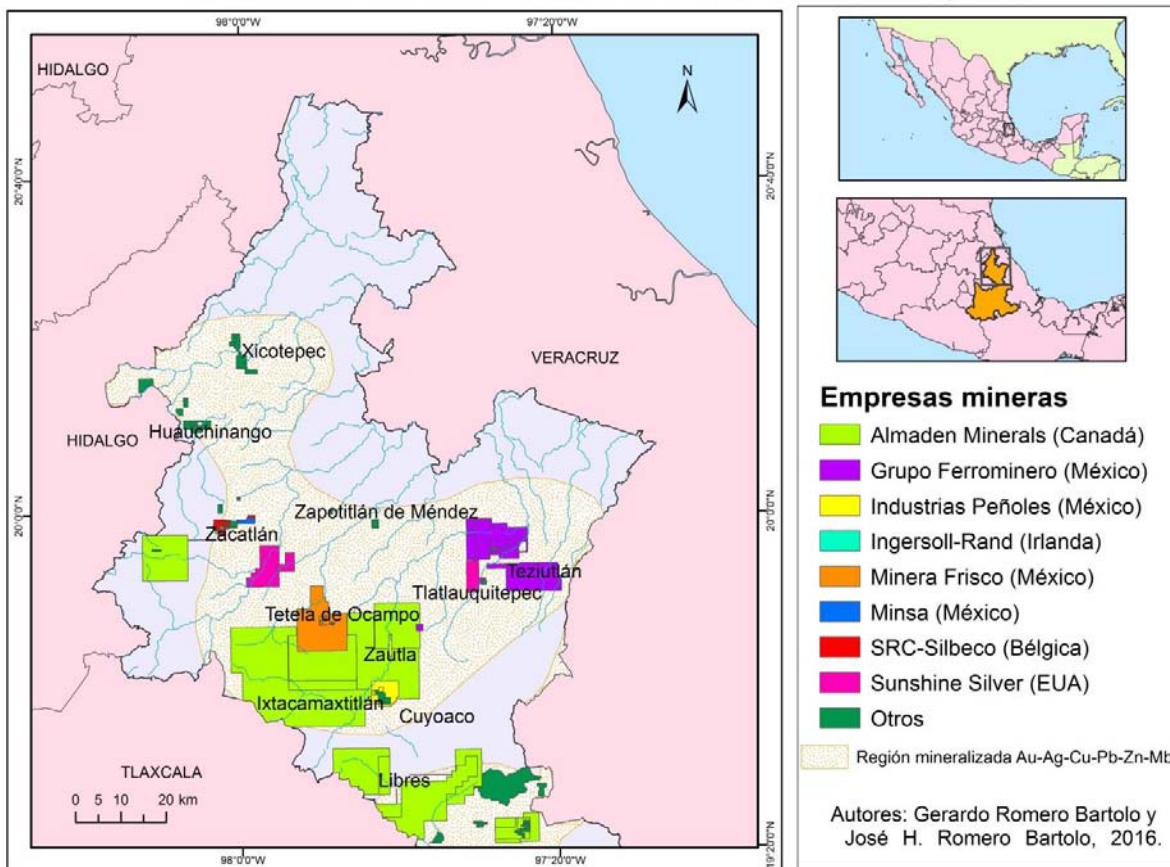 98°0'0"W
97°20'0"W
HIDALGO
N
20°40'0"N
20°40'0"N
VERACRUZ
Xicotepec
Huauchinango
HIDALGO
20°0'0"N
20°0'0"N
Zapotitlán de Méndez
Zacatlán
Teziutlán
Tlatlauquitepec
Tetela de Ocampo
Zautla
Ixtacamaxtitlán
Cuyoaco
TLAXCALA
Libres
0 5 10 20 km
19°20'0"N
98°0'0"W
97°20'0"W
Empresas mineras
Almaden Minerals (Canadá)
Grupo Ferrominero (México)
Industrias Peñoles (México)
Ingersoll-Rand (Irlanda)
Minera Frisco (México)
Minsa (México)
SRC-Silbeco (Bélgica)
Sunshine Silver (EUA)
Otros
Región mineralizada Au-Ag-Cu-Pb-Zn-Mb
Autores: Gerardo Romero Bartolo y
José H. Romero Bartolo, 2016.